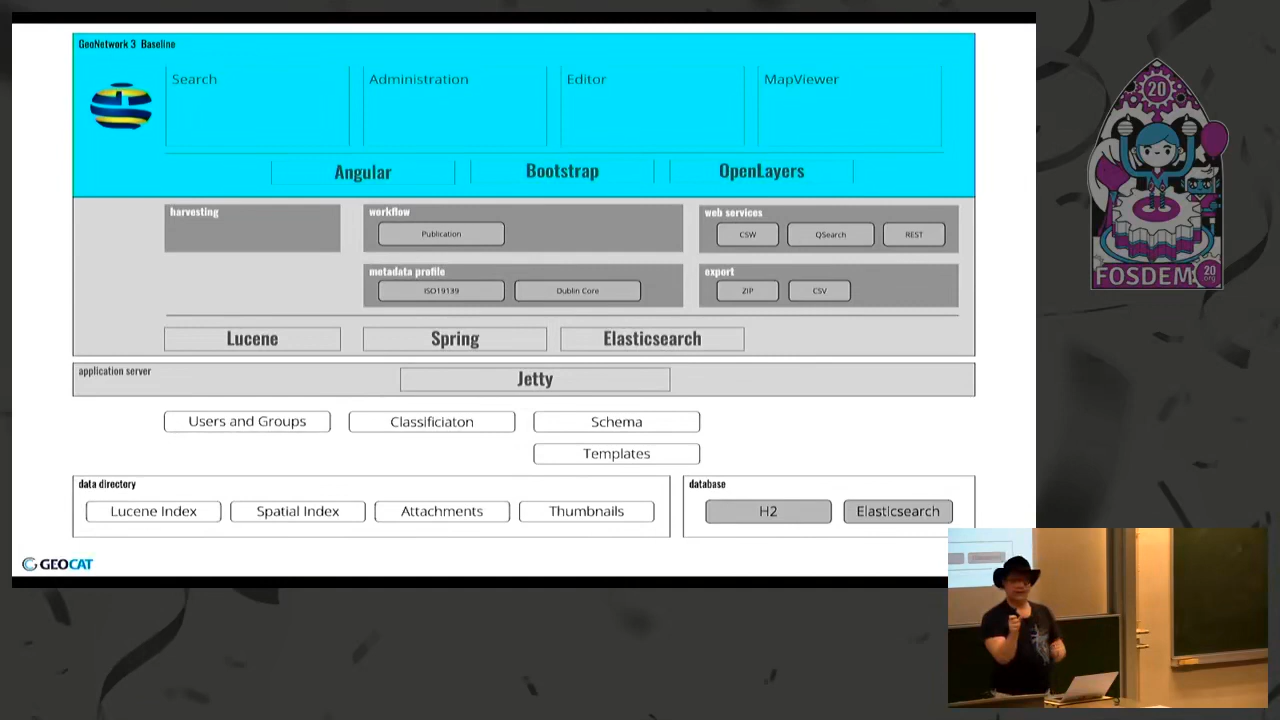 GeoNetwork 3 Baseline
Search
Administration
Editor
MapViewer
Angular
Bootstrap
OpenLayers
harvesting
workflow
Publication
web services
CSW
QSearch
REST
metadata profile
ISO19139
Dublin Core
export
ZIP
CSV
Lucene
Spring
Elasticsearch
application server
Jetty
Users and Groups
Classificiaton
Schema
Templates
data directory
Lucene Index
Spatial Index
Attachments
Thumbnails
database
H2
Elasticsearch
GEOCAT
20
FOSDEM
20
.org